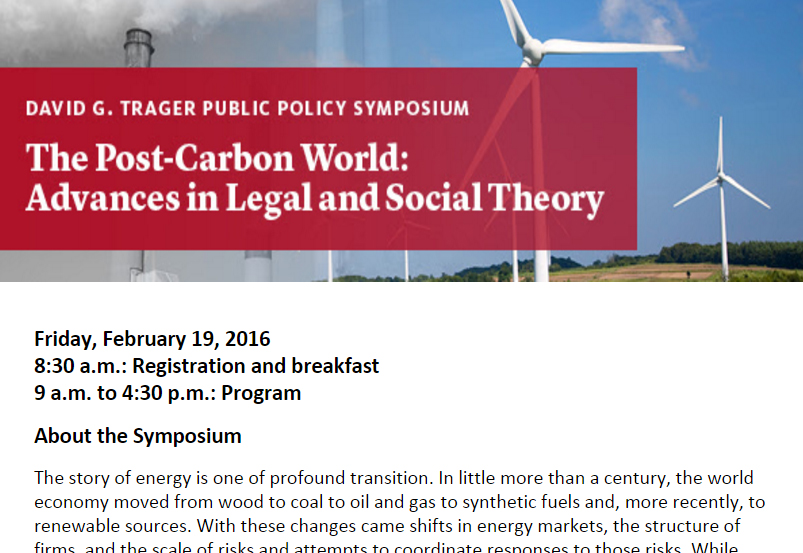 DAVID G. TRAGER PUBLIC POLICY SYMPOSIUM
The Post-Carbon World:
Advances in Legal and Social Theory
Friday, February 19, 2016
8:30 a.m.: Registration and breakfast
9 a.m. to 4:30 p.m.: Program
About the Symposium
The story of energy is one of profound transition. In little more than a century, the world
economy moved from wood to coal to oil and gas to synthetic fuels and, more recently, to
renewable sources. With these changes came shifts in energy markets, the structure of
firms, and the scale of risks and attempts to coordinate responses to those risks. While